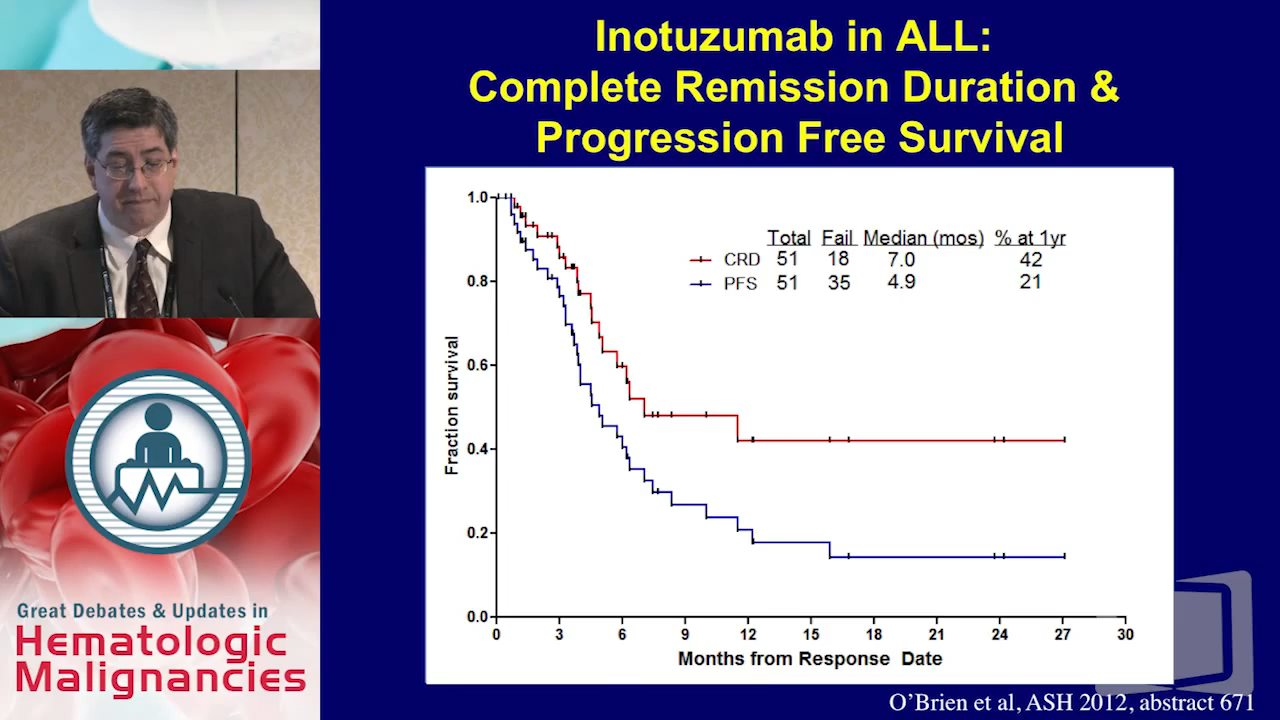 Inotuzumab in ALL:
Complete Remission Duration &
Progression Free Survival
Total Fail Median (mos) % at 1yr
CRD 51 18 7.0 42
PFS 51 35 4.9 21
Fraction survival
1.0
0.8
0.6
0.4
0.2
0.0
0 3 6 9 12 15 18 21 24 27 30
Months from Response Date
O'Brien et al, ASH 2012, abstract 671
Great Debates & Updates in
Hematologic
Malignancies